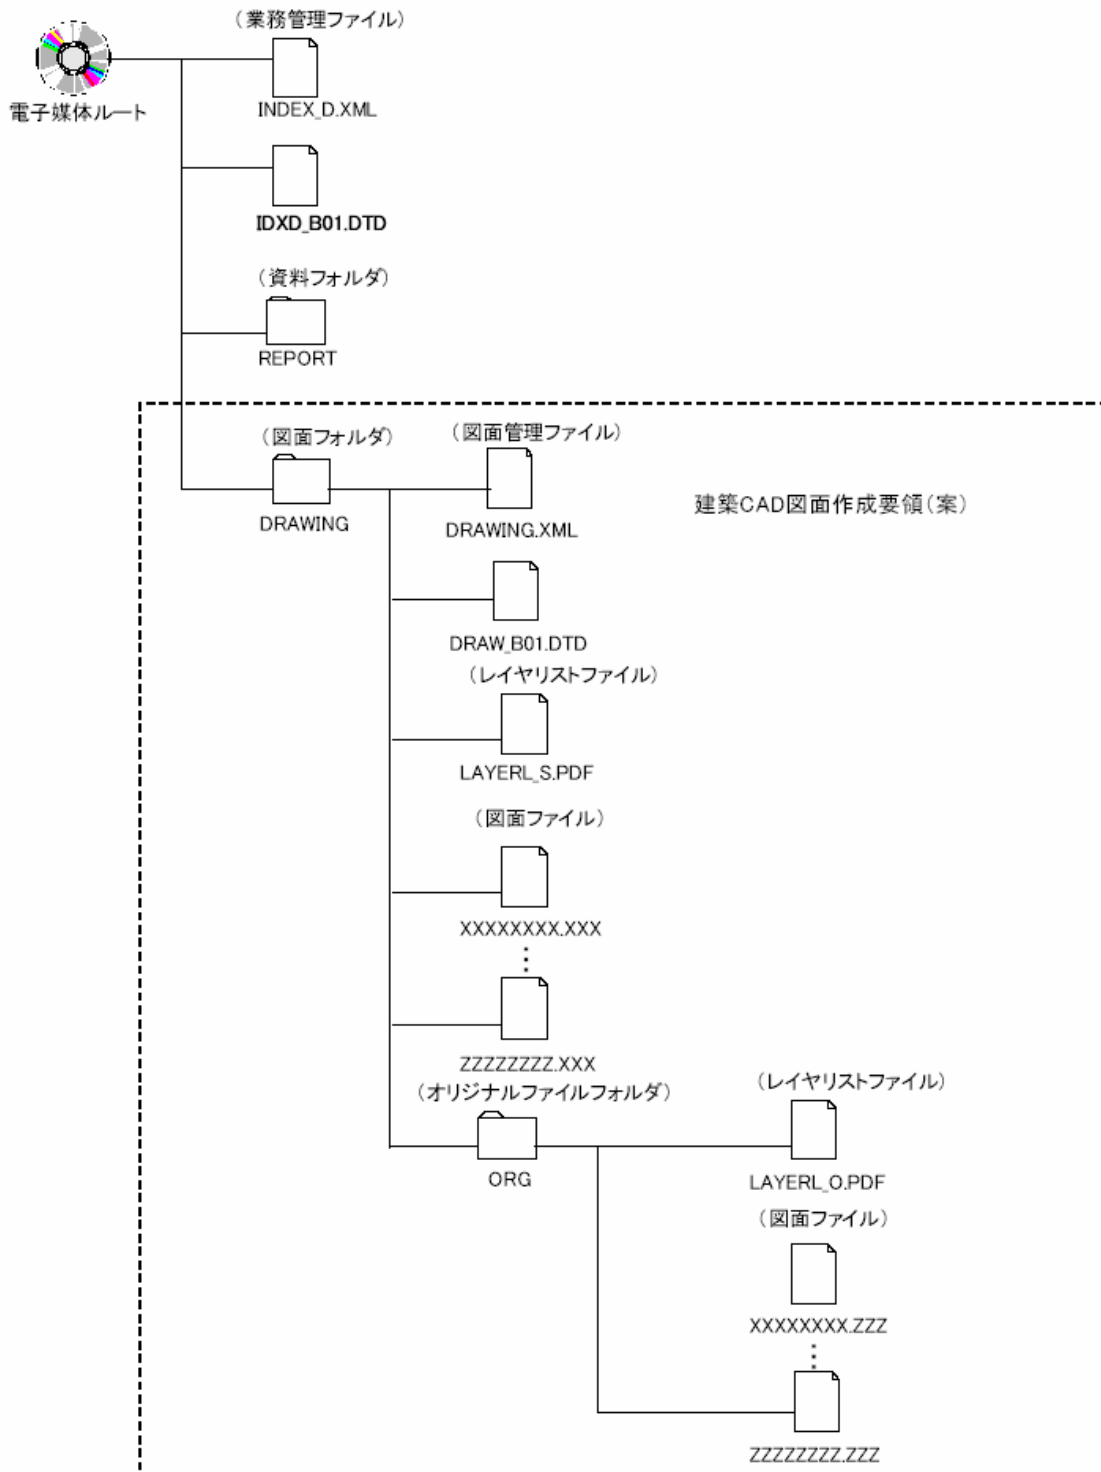 （業務管理ファイル）
INDEX_D.XML
電子媒体ルート
IDXD_B01.DTD
（資料フォルダ）
REPORT
（図面フォルダ）
DRAWING
（図面管理ファイル）
DRAWING.XML
建築CAD図面作成要領（案）
DRAW_B01.DTD
（レイヤリストファイル）
LAYERL_S.PDF
（図面ファイル）
XXXXXXXX.XXX
ZZZZZZZZ.XXX
（オリジナルファイルフォルダ）
ORG
（レイヤリストファイル）
LAYERL_O.PDF
（図面ファイル）
XXXXXXXX.ZZZ
ZZZZZZZZ.ZZZ